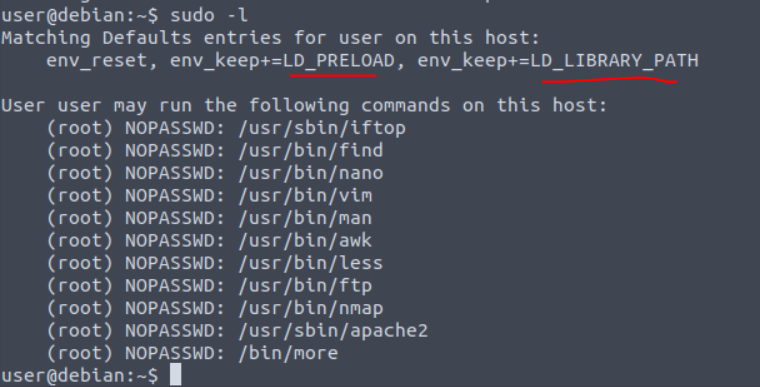 user@debian:~$ sudo -l
Matching Defaults entries for user on this host:
    env_reset, env_keep+=LD_PRELOAD, env_keep+=LD_LIBRARY_PATH

User user may run the following commands on this host:
    (root) NOPASSWD: /usr/sbin/iftop
    (root) NOPASSWD: /usr/bin/find
    (root) NOPASSWD: /usr/bin/nano
    (root) NOPASSWD: /usr/bin/vim
    (root) NOPASSWD: /usr/bin/man
    (root) NOPASSWD: /usr/bin/awk
    (root) NOPASSWD: /usr/bin/less
    (root) NOPASSWD: /usr/bin/ftp
    (root) NOPASSWD: /usr/bin/nmap
    (root) NOPASSWD: /usr/sbin/apache2
    (root) NOPASSWD: /bin/more
user@debian:~$